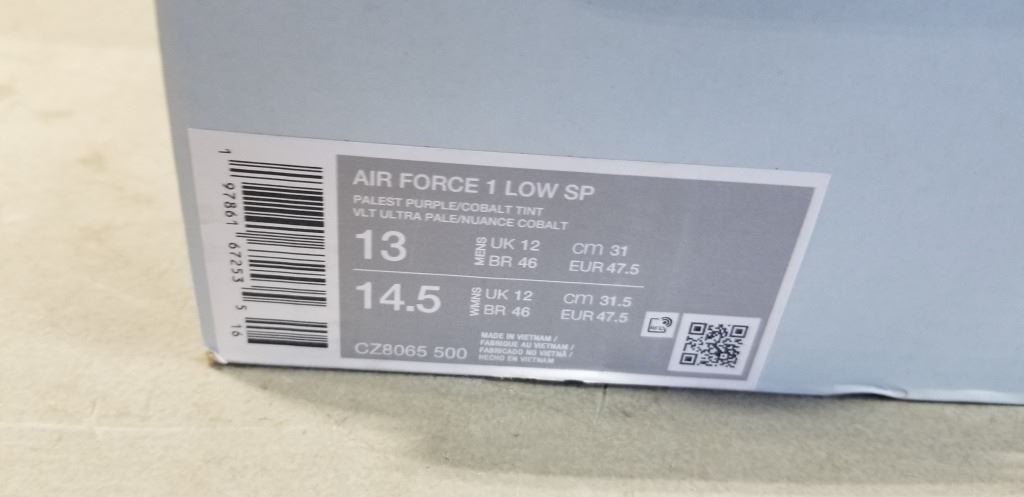 AIR FORCE 1 LOW SP
PALEST PURPLE/COBALT TINT
VLT ULTRA PALE/NUANCE COBALT
13 MENS UK 12 cm 31
BR 46 EUR 47.5
14.5 WMNS UK 12 cm 31.5
BR 46 EUR 47.5
CZ8065 500
MADE IN VIETNAM /
FABRIQUE AU VIETNAM /
FABRICADO NO VIETNÃ /
HECHO EN VIETNAM
RFID
1 97861 67253 5 16